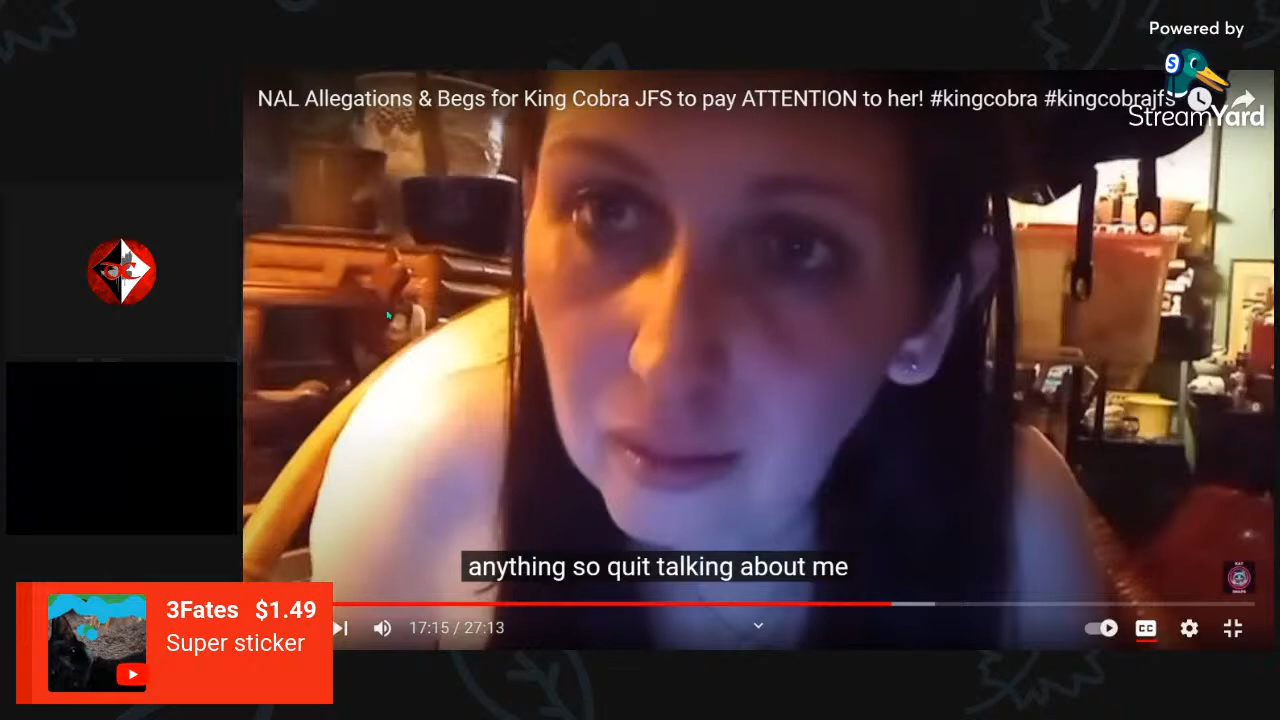 Powered by
StreamYard
NAL Allegations & Begs for King Cobra JFS to pay ATTENTION to her! #kingcobra #kingcobrajfs
anything so quit talking about me
3Fates $1.49
Super sticker
17:15 / 27:13
CC